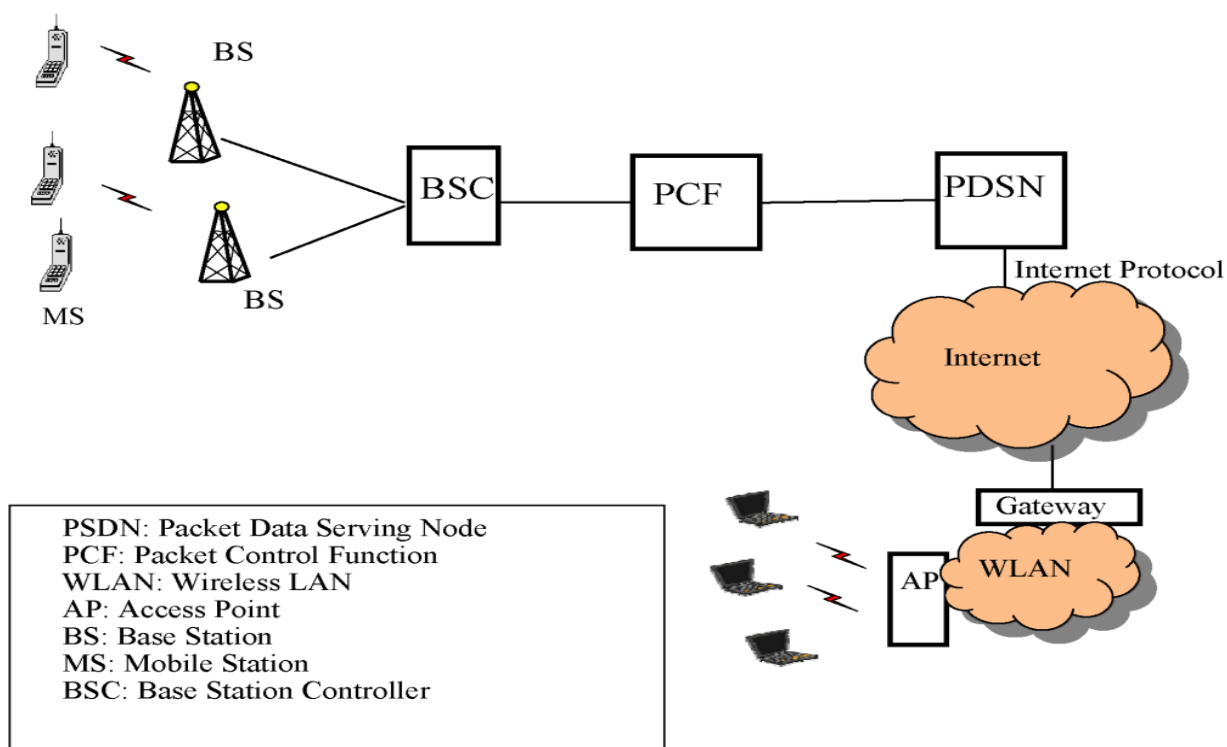 BS
BSC
PCF
PDSN
BS
MS
Internet Protocol
Internet
Gateway
AP
WLAN
PSDN: Packet Data Serving Node
PCF: Packet Control Function
WLAN: Wireless LAN
AP: Access Point
BS: Base Station
MS: Mobile Station
BSC: Base Station Controller